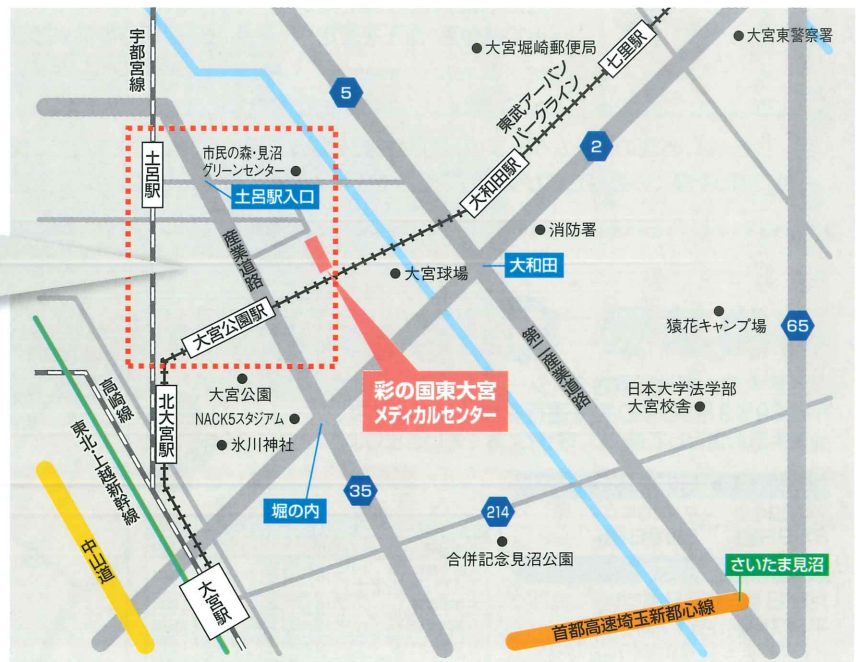 宇都宮線
大宮堀崎郵便局
七里駅
大宮東警察署
5
東武アーバン
パークライン
2
土呂駅
市民の森・見沼
グリーンセンター
土呂駅入口
大和田駅
消防署
産業道路
大宮球場
大和田
大宮公園駅
猿花キャンプ場
65
第二産業道路
彩の国東大宮
メディカルセンター
大宮公園
NACK5スタジアム
氷川神社
北大宮駅
高崎線
東北・上越新幹線
日本大学法学部
大宮校舎
堀の内
35
214
合併記念見沼公園
中山道
大宮駅
さいたま見沼
首都高速埼玉新都心線